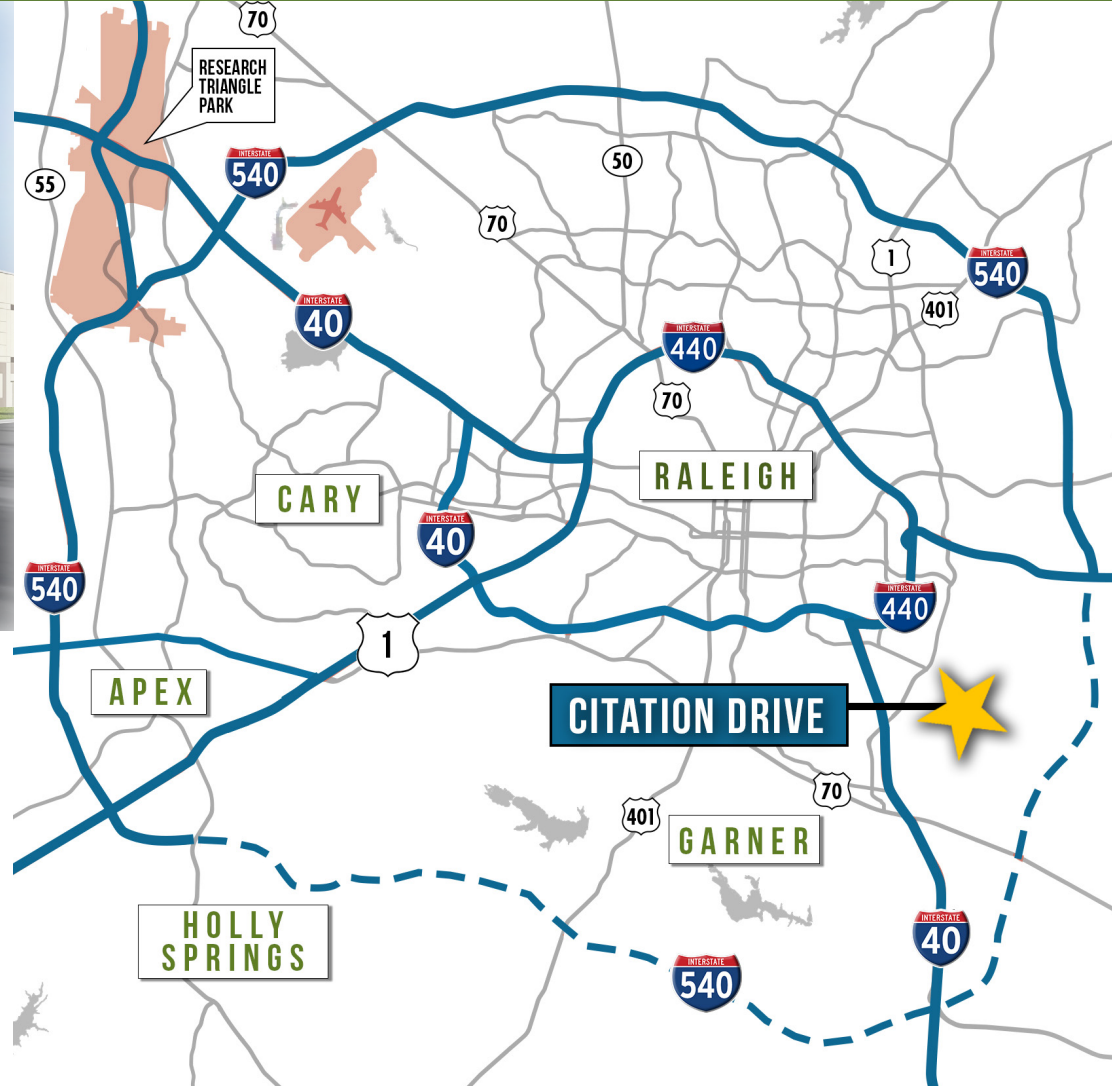 70
RESEARCH
TRIANGLE
PARK
INTERSTATE
540
50
55
70
1
INTERSTATE
540
401
INTERSTATE
40
INTERSTATE
440
70
RALEIGH
CARY
INTERSTATE
40
INTERSTATE
540
INTERSTATE
440
1
APEX
CITATION DRIVE
70
401
GARNER
HOLLY
SPRINGS
INTERSTATE
40
INTERSTATE
540